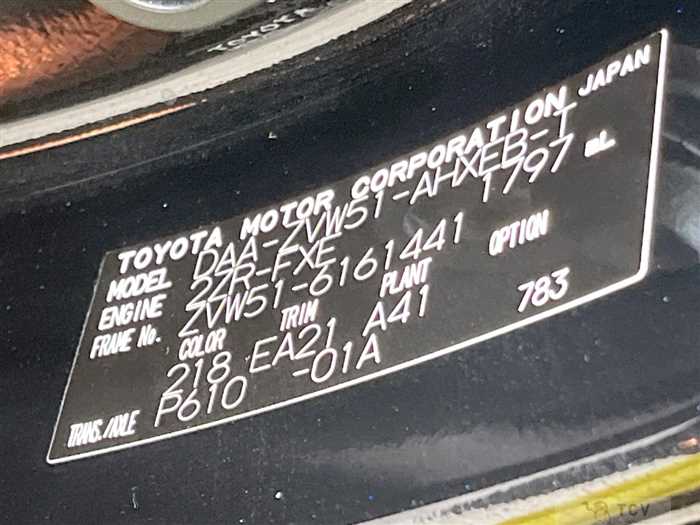 TOYOTA
TOYOTA MOTOR CORPORATION JAPAN
MODEL DAA-ZVW51-AHXEB-T
ENGINE 2ZR-FXE 1797 mL
FRAME No. ZVW51-6161441
COLOR TRIM PLANT OPTION
218 EA21 A41 783
TRANS./AXLE P610 -01A
TCV